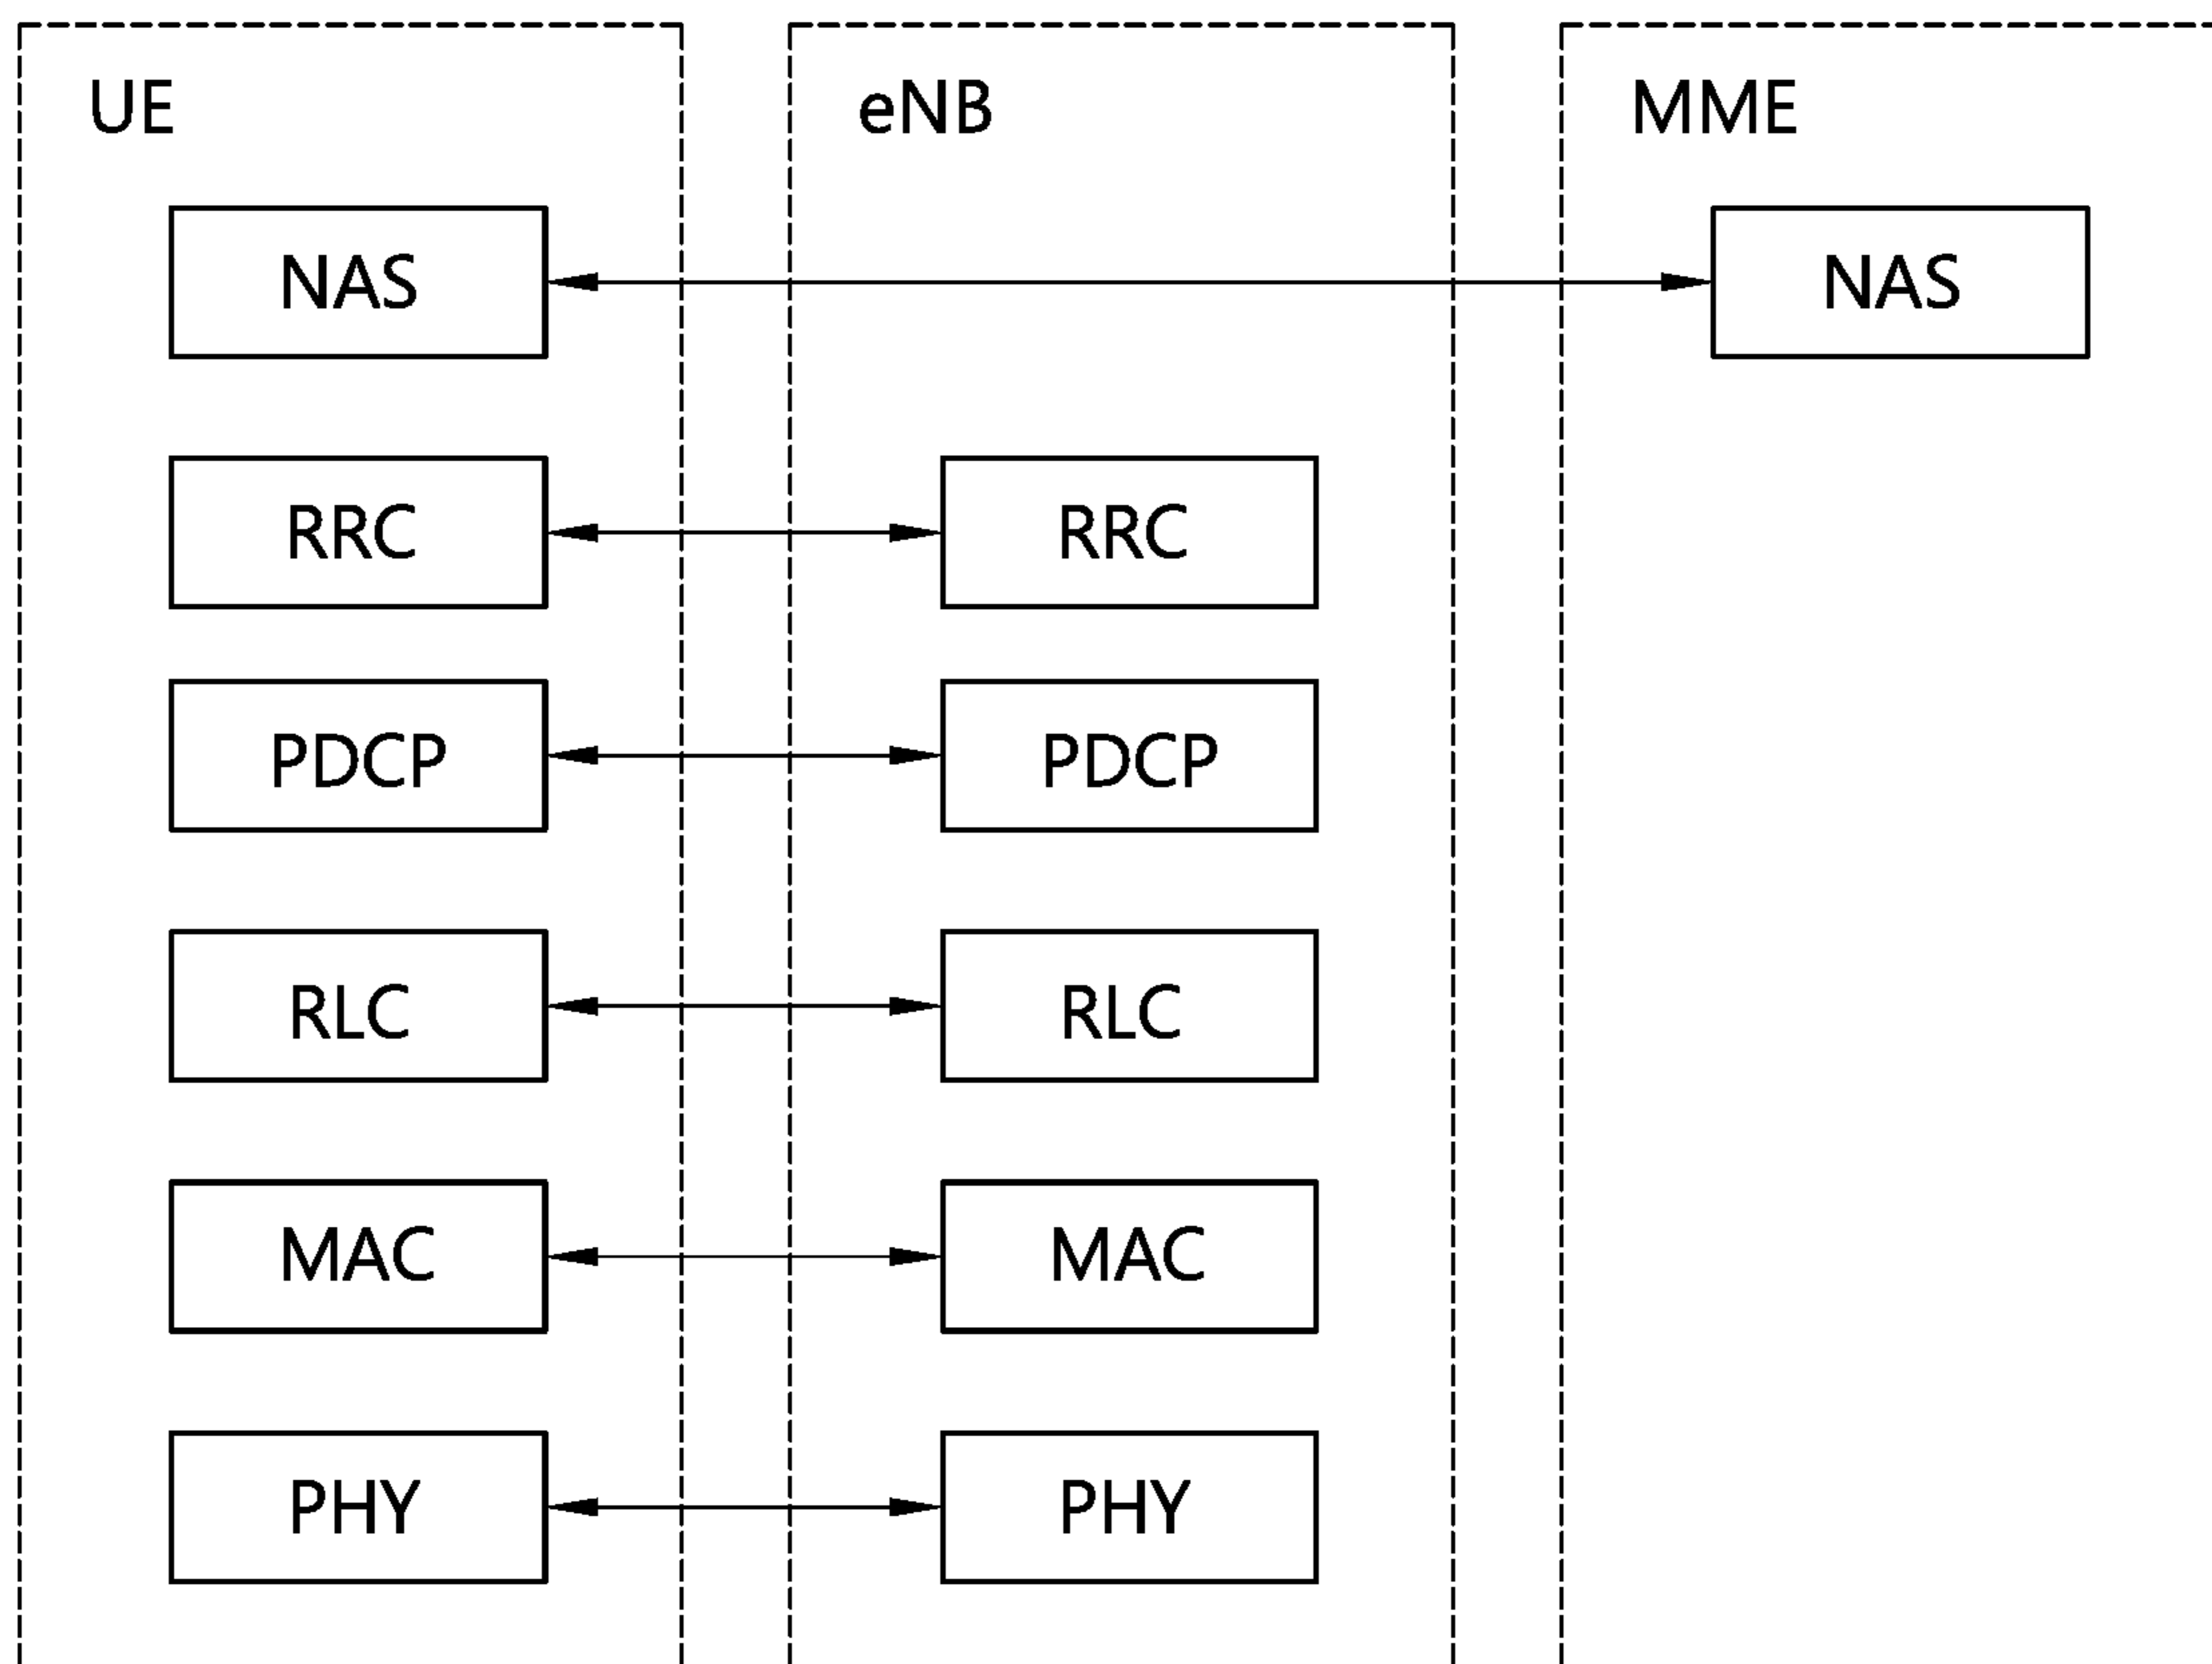 UE
eNB
MME
NAS
NAS
RRC
RRC
PDCP
PDCP
RLC
RLC
MAC
MAC
PHY
PHY